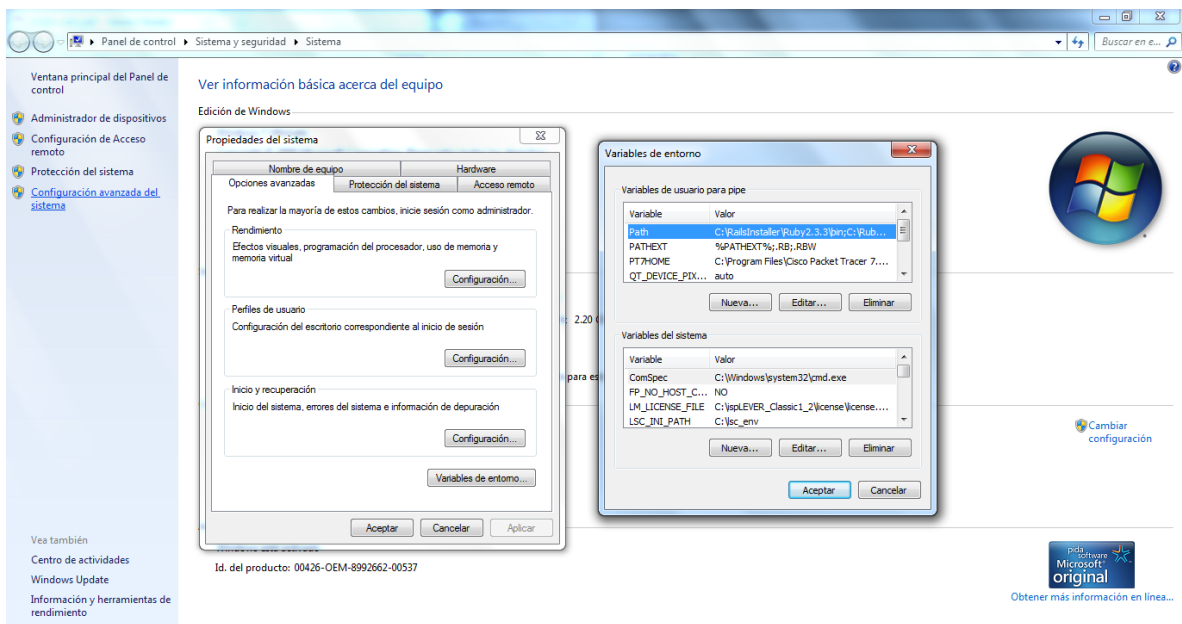 Panel de control ▸ Sistema y seguridad ▸ Sistema
Buscar en e...
Ventana principal del Panel de
control
Administrador de dispositivos
Configuración de Acceso
remoto
Protección del sistema
Configuración avanzada del
sistema
Vea también
Centro de actividades
Windows Update
Información y herramientas de
rendimiento
Ver información básica acerca del equipo
Edición de Windows
Propiedades del sistema
Nombre de equipo
Hardware
Opciones avanzadas
Protección del sistema
Acceso remoto
Para realizar la mayoría de estos cambios, inicie sesión como administrador.
Rendimiento
Efectos visuales, programación del procesador, uso de memoria y
memoria virtual
Configuración...
Perfiles de usuario
Configuración del escritorio correspondiente al inicio de sesión
Configuración...
Inicio y recuperación
Inicio del sistema, errores del sistema e información de depuración
Configuración...
Variables de entorno...
Aceptar
Cancelar
Aplicar
2.20
para es
Variables de entorno
Variables de usuario para pipe
Variable Valor
Path C:\RailsInstaller\Ruby2.3.3\bin;C:\Rub...
PATHEXT %PATHEXT%;.RB;.RBW
PT7HOME C:\Program Files\Cisco Packet Tracer 7....
QT_DEVICE_PIX... auto
Nueva...
Editar...
Eliminar
Variables del sistema
Variable Valor
ComSpec C:\Windows\system32\cmd.exe
FP_NO_HOST_C... NO
LM_LICENSE_FILE C:\ispLEVER_Classic1_2\license\license....
LSC_INI_PATH C:\lsc_env
Nueva...
Editar...
Eliminar
Aceptar
Cancelar
Cambiar
configuración
Id. del producto: 00426-OEM-8992662-00537
pida
software
Microsoft
original
Obtener más información en línea...